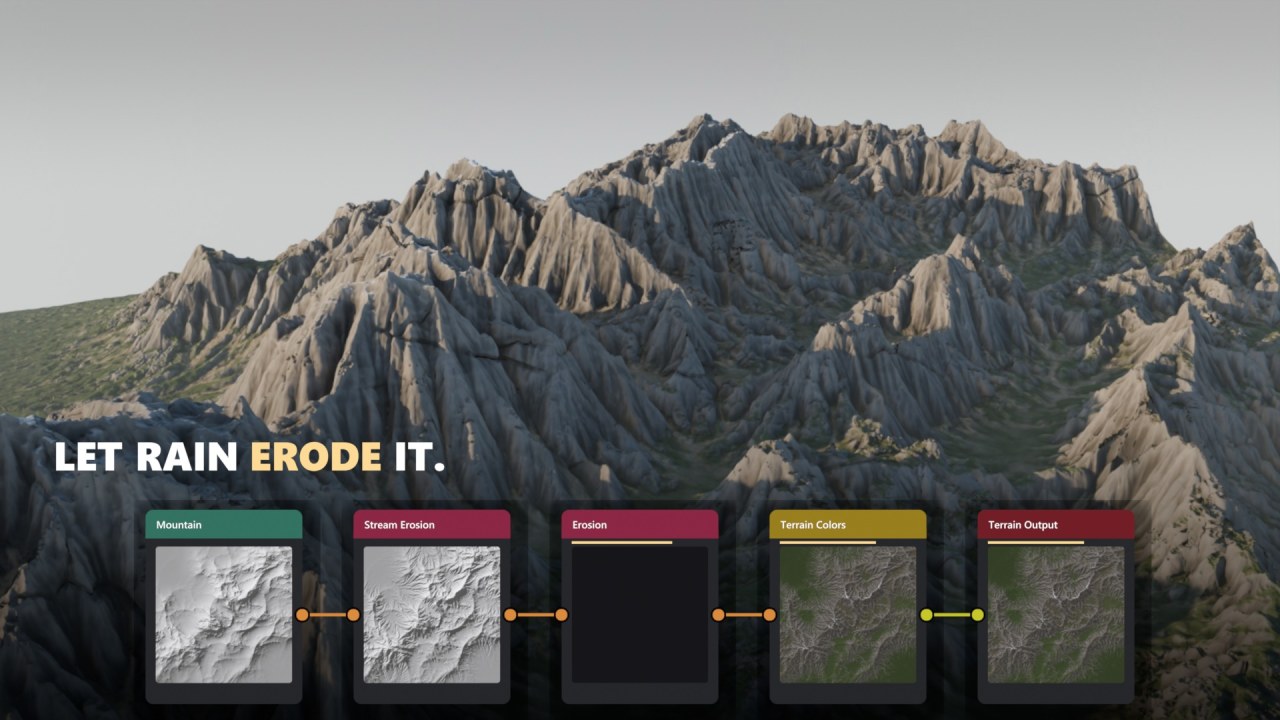 LET RAIN ERODE IT.
Mountain
Stream Erosion
Erosion
Terrain Colors
Terrain Output